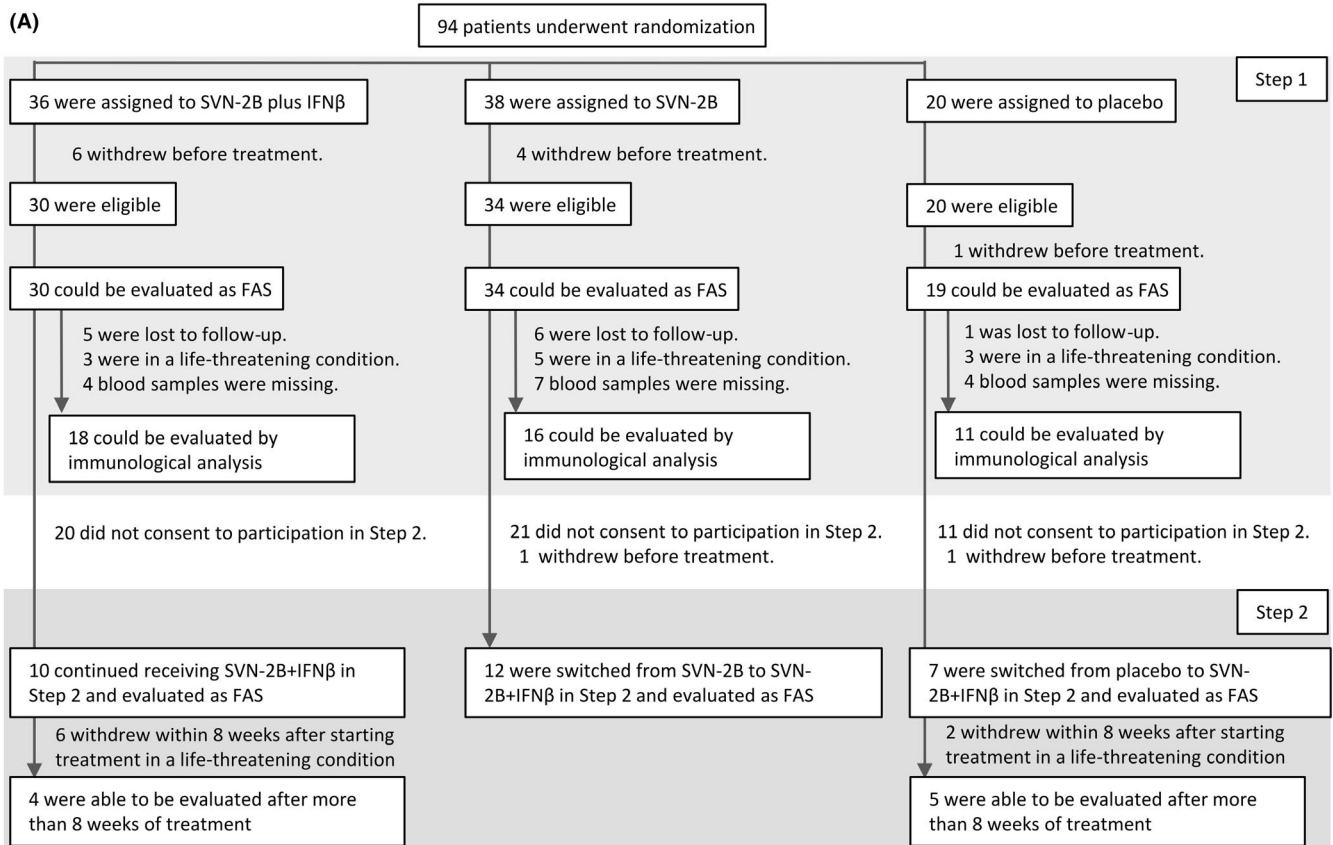 (A)
94 patients underwent randomization
Step 1
36 were assigned to SVN-2B plus IFNβ
38 were assigned to SVN-2B
20 were assigned to placebo
6 withdrew before treatment.
4 withdrew before treatment.
30 were eligible
34 were eligible
20 were eligible
1 withdrew before treatment.
30 could be evaluated as FAS
34 could be evaluated as FAS
19 could be evaluated as FAS
5 were lost to follow-up.
3 were in a life-threatening condition.
4 blood samples were missing.
6 were lost to follow-up.
5 were in a life-threatening condition.
7 blood samples were missing.
1 was lost to follow-up.
3 were in a life-threatening condition.
4 blood samples were missing.
18 could be evaluated by
immunological analysis
16 could be evaluated by
immunological analysis
11 could be evaluated by
immunological analysis
20 did not consent to participation in Step 2.
21 did not consent to participation in Step 2.
1 withdrew before treatment.
11 did not consent to participation in Step 2.
1 withdrew before treatment.
Step 2
10 continued receiving SVN-2B+IFNβ in
Step 2 and evaluated as FAS
12 were switched from SVN-2B to SVN-
2B+IFNβ in Step 2 and evaluated as FAS
7 were switched from placebo to SVN-
2B+IFNβ in Step 2 and evaluated as FAS
6 withdrew within 8 weeks after starting
treatment in a life-threatening condition
2 withdrew within 8 weeks after starting
treatment in a life-threatening condition
4 were able to be evaluated after more
than 8 weeks of treatment
5 were able to be evaluated after more
than 8 weeks of treatment